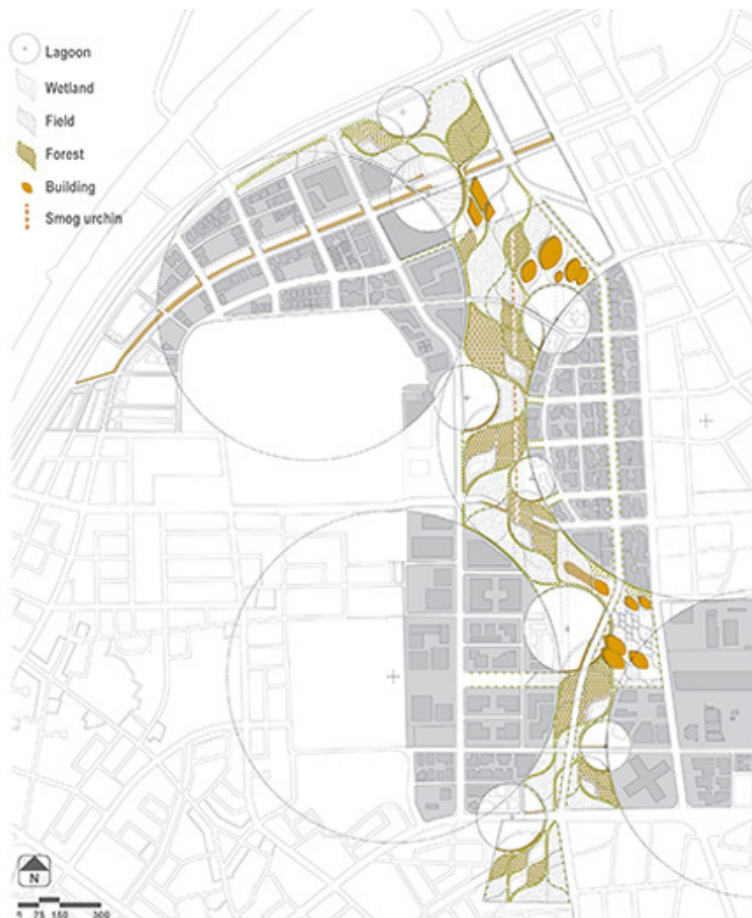 Lagoon
Wetland
Field
Forest
Building
Smog urchin
N
0 75 150 300